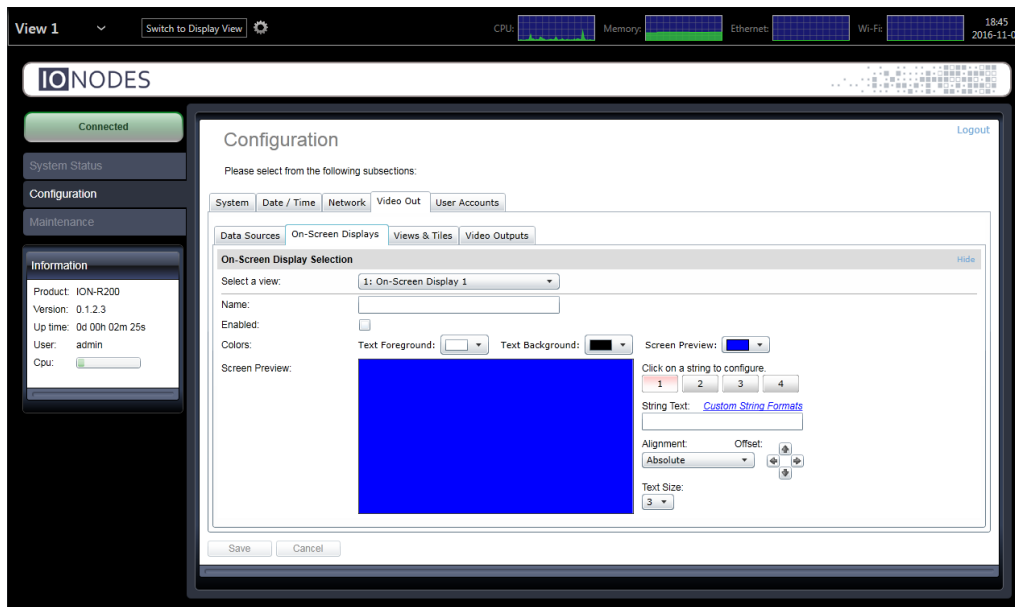 View 1 Switch to Display View CPU: Memory: Ethernet: Wi-Fi: 18:45
2016-11-0
IONODES
Connected
System Status
Configuration
Maintenance
Information
Product: ION-R200
Version: 0.1.2.3
Up time: 0d 00h 02m 25s
User: admin
Cpu:
Configuration
Logout
Please select from the following subsections:
System Date / Time Network Video Out User Accounts
Data Sources On-Screen Displays Views & Tiles Video Outputs
On-Screen Display Selection Hide
Select a view: 1: On-Screen Display 1
Name:
Enabled:
Colors: Text Foreground: Text Background: Screen Preview:
Screen Preview:
Click on a string to configure.
1 2 3 4
String Text: Custom String Formats
Alignment: Offset:
Absolute
Text Size:
3
Save Cancel